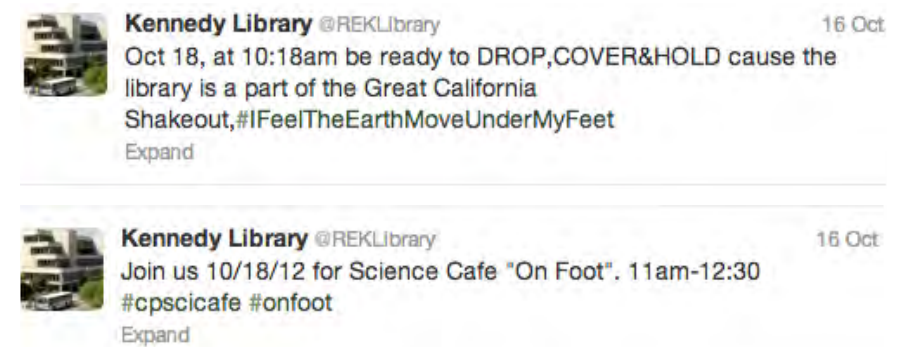 Kennedy Library @REKLIbrary 16 Oct
Oct 18, at 10:18am be ready to DROP,COVER&HOLD cause the
library is a part of the Great California
Shakeout,#IFeelTheEarthMoveUnderMyFeet
Expand
Kennedy Library @REKLIbrary 16 Oct
Join us 10/18/12 for Science Cafe "On Foot". 11am-12:30
#cpscicafe #onfoot
Expand